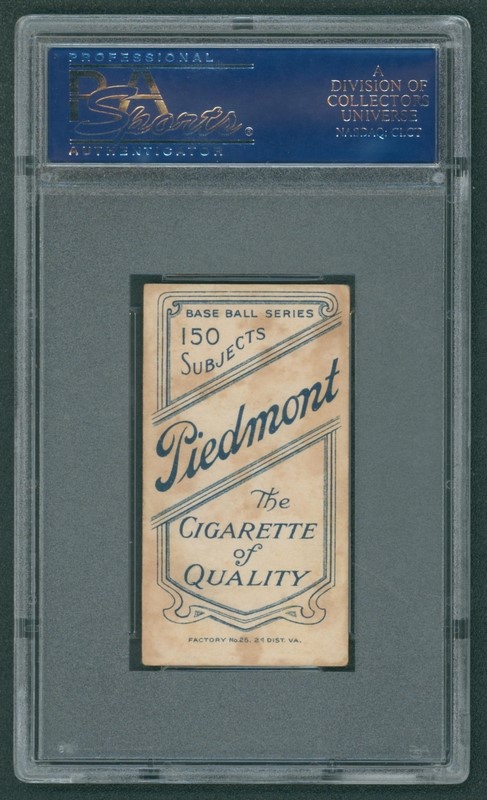 PROFESSIONAL
PSA
Sports®
AUTHENTICATOR
A
DIVISION OF
COLLECTORS
UNIVERSE
NASDAQ: CLCT
BASE BALL SERIES
150
SUBJECTS
Piedmont
The
CIGARETTE
of
QUALITY
FACTORY No 25, 2d DIST. VA.